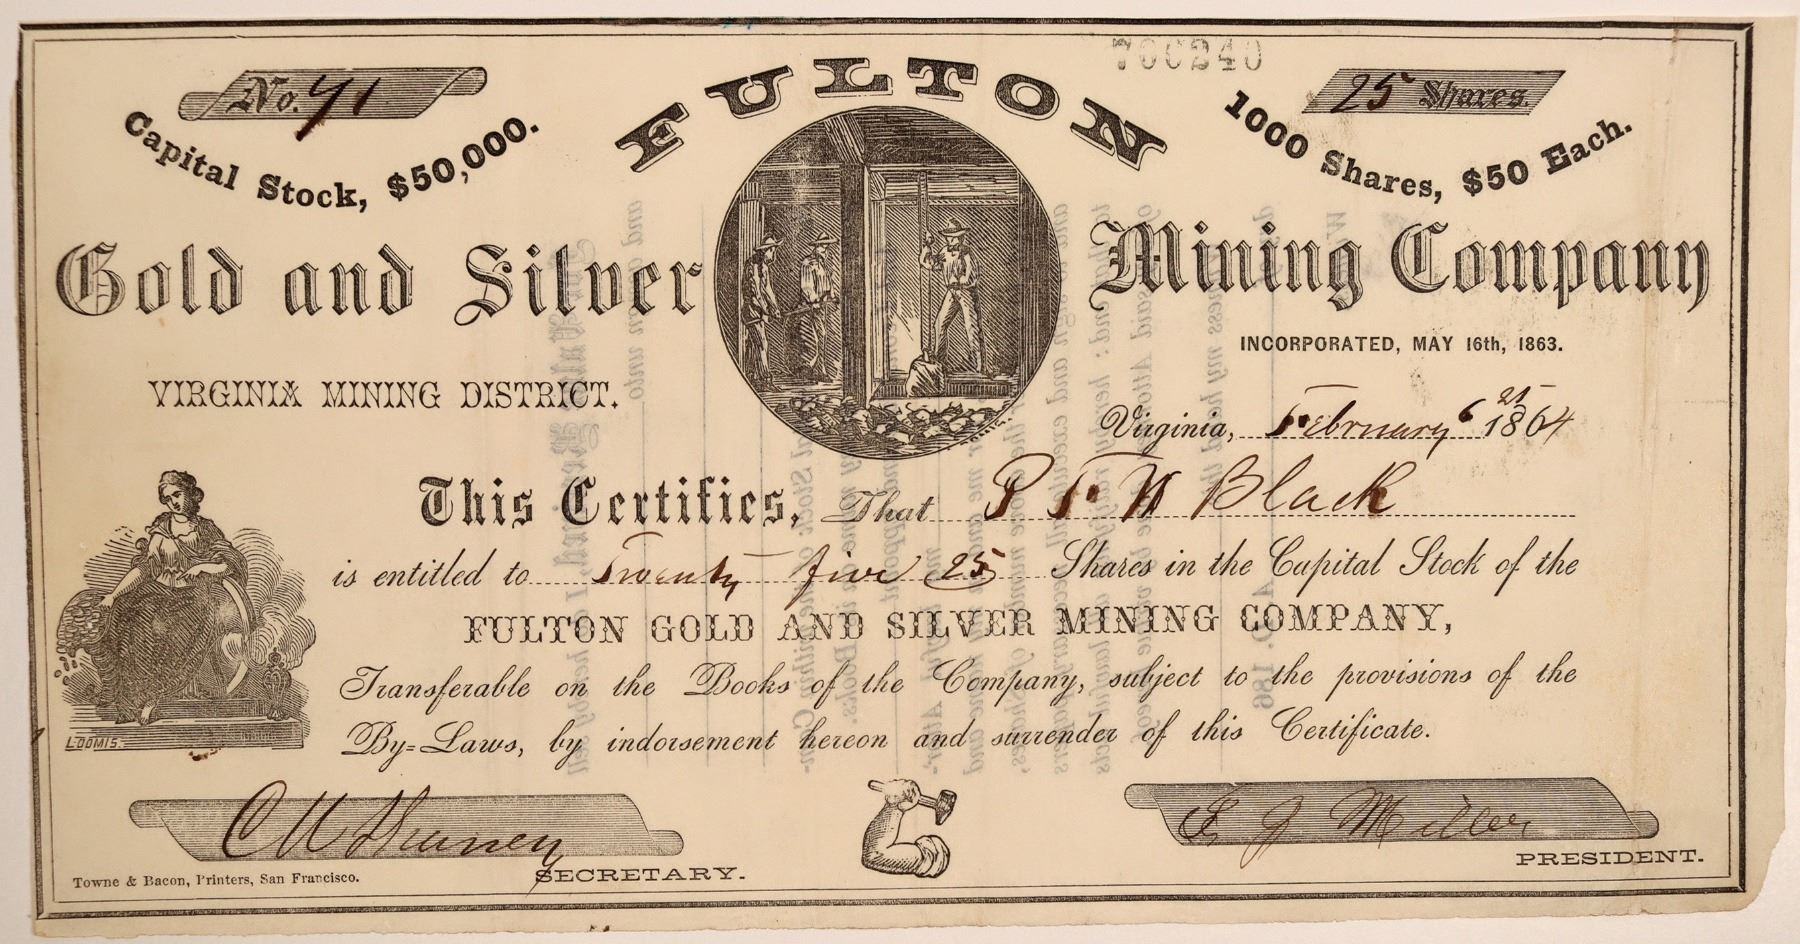 700240
No. 71
25 Shares.
Capital Stock, $50,000.
FULTON
1000 Shares, $50 Each.
Gold and Silver Mining Company
INCORPORATED, MAY 16th, 1863.
VIRGINIA MINING DISTRICT.
Virginia, February 1864
This Certifies, That P F W Black
is entitled to Twenty five 25 Shares in the Capital Stock of the
FULTON GOLD AND SILVER MINING COMPANY,
Transferable on the Books of the Company, subject to the provisions of the
By=Laws, by indorsement hereon and surrender of this Certificate.
LOOMIS.
Miller
SECRETARY.
PRESIDENT.
Towne & Bacon, Printers, San Francisco.